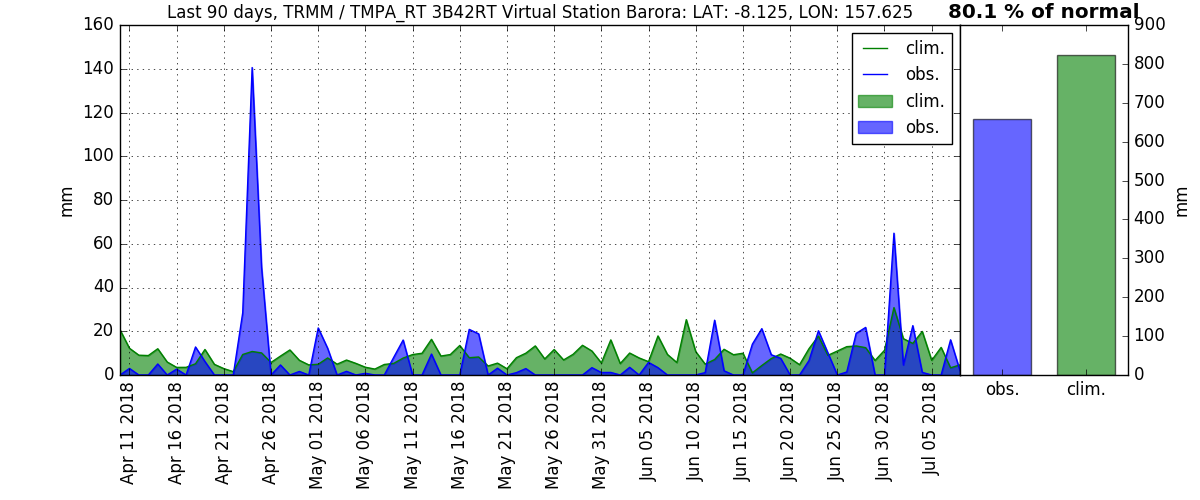 Last 90 days, TRMM / TMPA_RT 3B42RT Virtual Station Barora: LAT: -8.125, LON: 157.625
80.1 % of normal
160
140
120
100
80
60
40
20
0
mm
clim.
obs.
clim.
obs.
900
800
700
600
500
400
300
200
100
0
mm
obs.
clim.
Apr 11 2018
Apr 16 2018
Apr 21 2018
Apr 26 2018
May 01 2018
May 06 2018
May 11 2018
May 16 2018
May 21 2018
May 26 2018
May 31 2018
Jun 05 2018
Jun 10 2018
Jun 15 2018
Jun 20 2018
Jun 25 2018
Jun 30 2018
Jul 05 2018